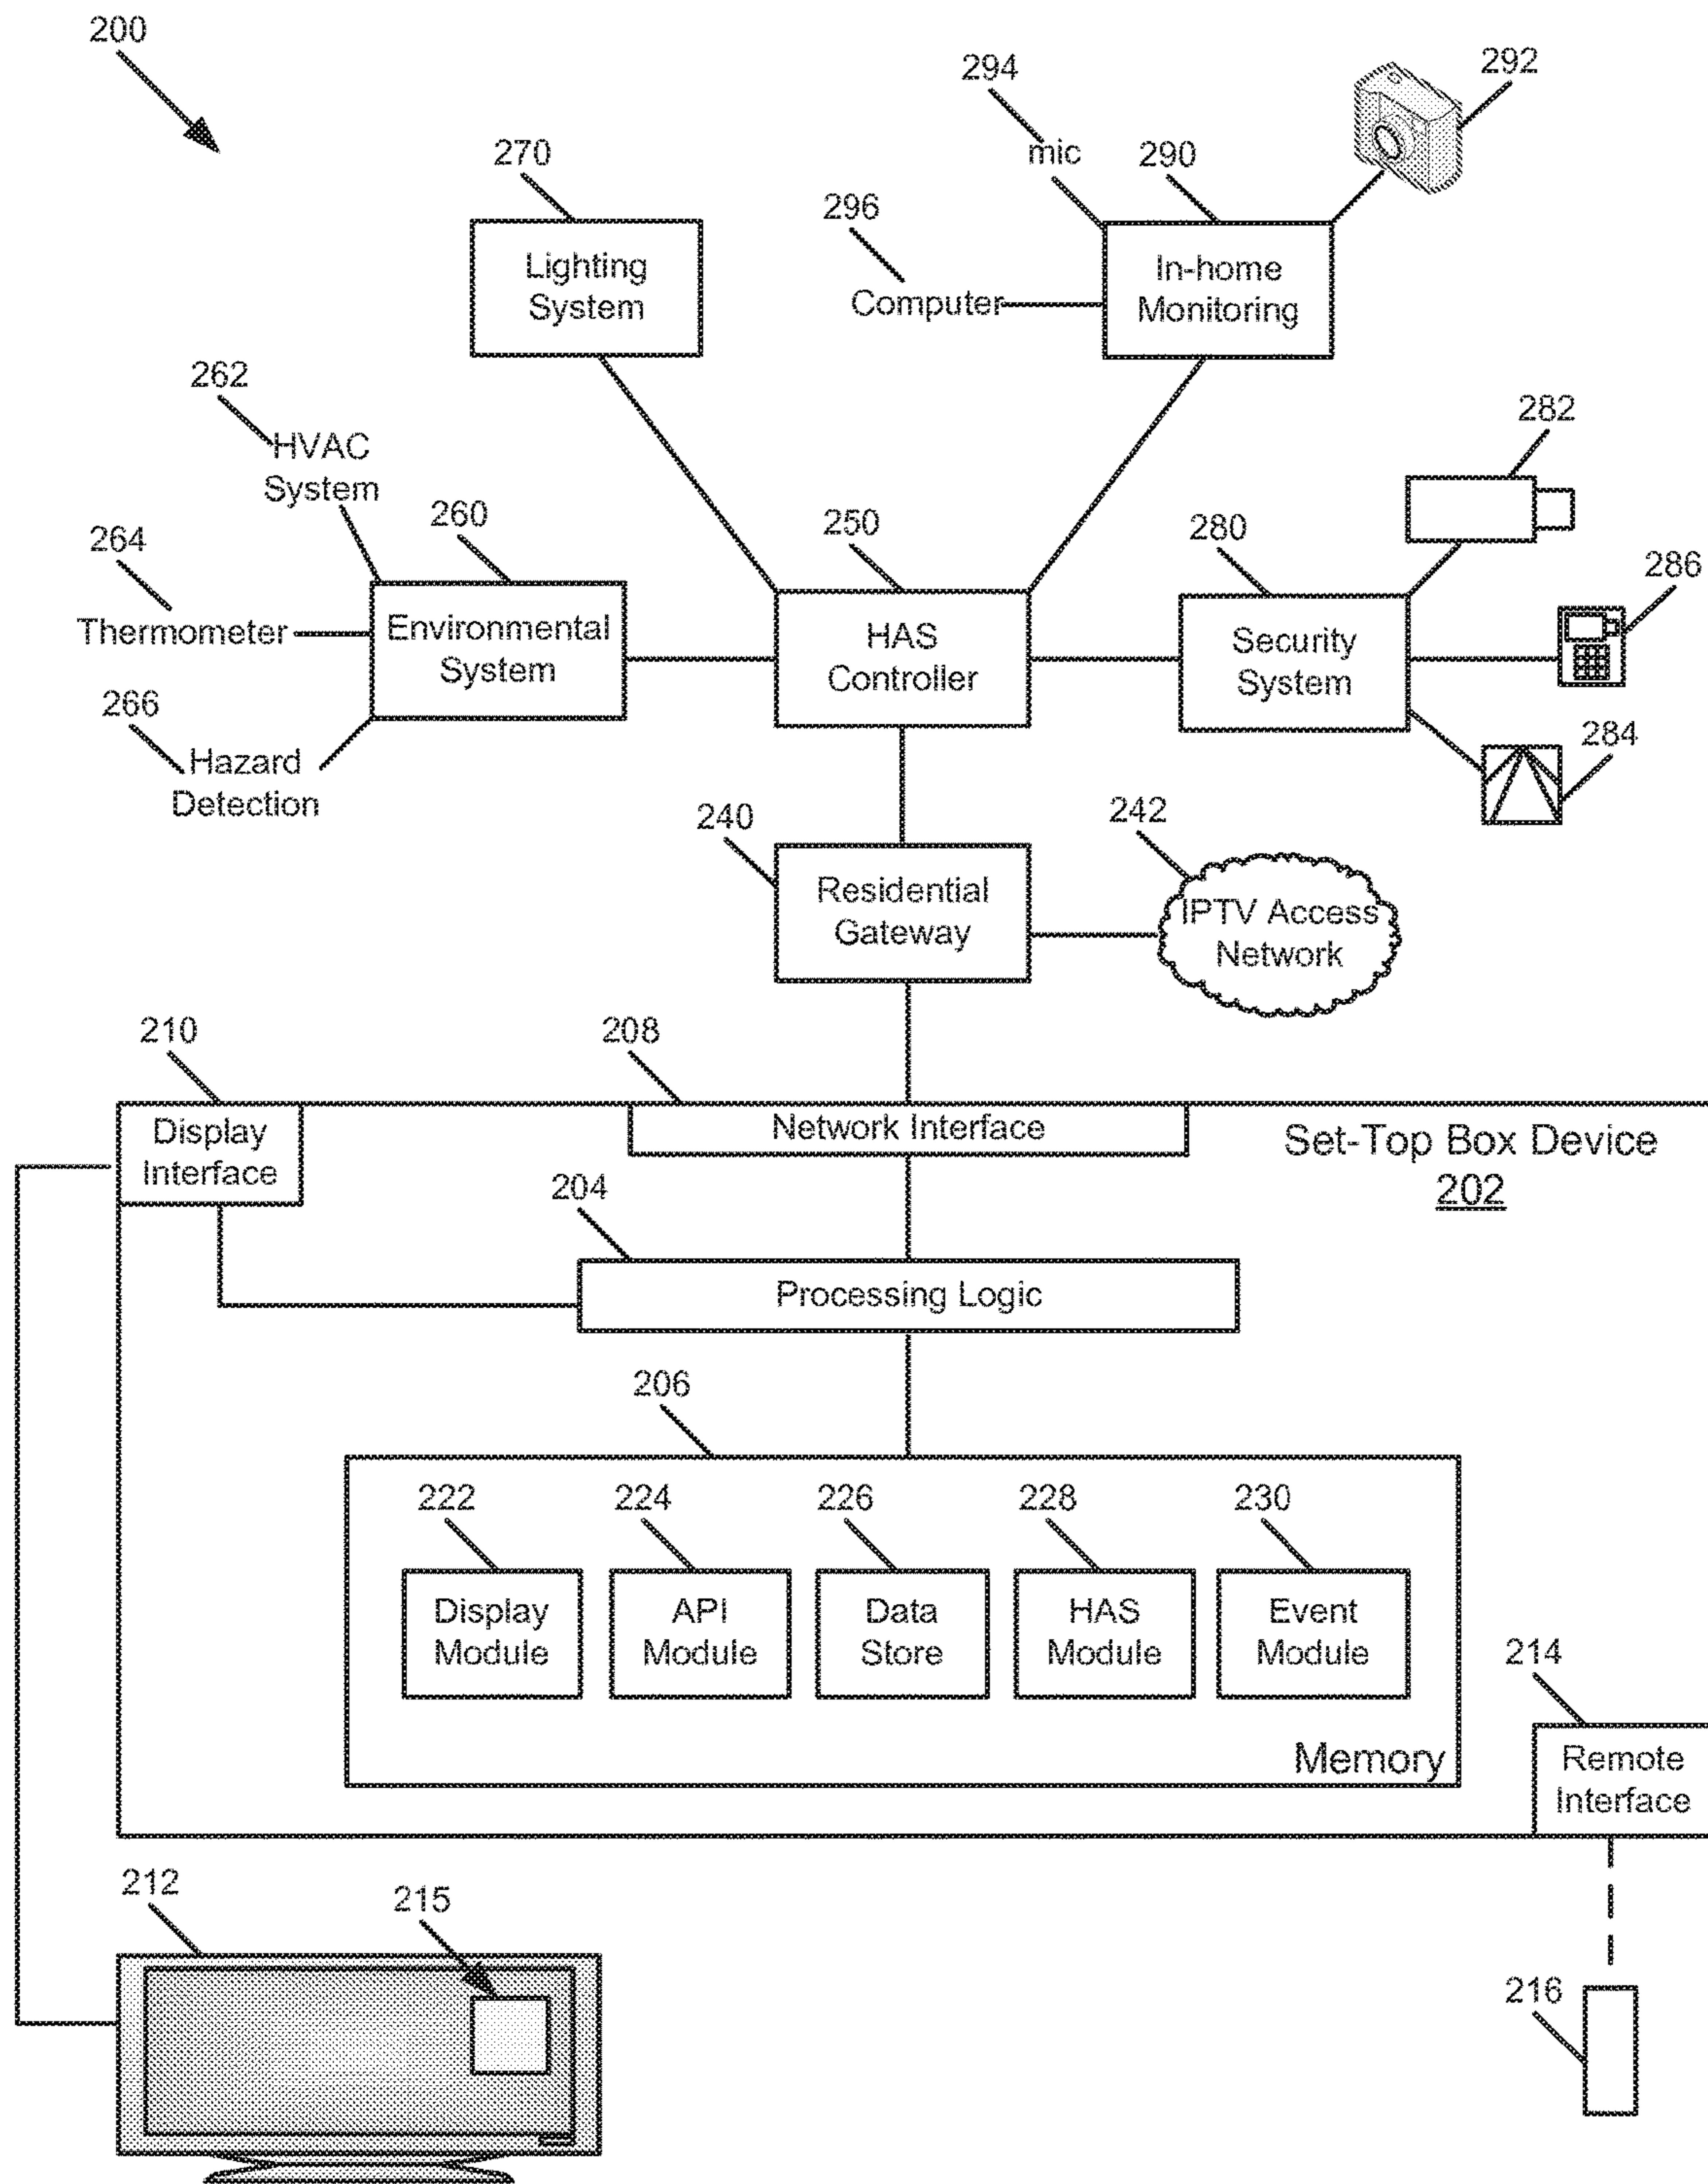 200
294
292
mic
270
290
296
Lighting
System
In-home
Monitoring
Computer
262
HVAC
System
282
264
260
250
280
286
Thermometer
Environmental
System
HAS
Controller
Security
System
266
Hazard
Detection
284
240
242
Residential
Gateway
IPTV Access
Network
210
208
Display
Interface
Network Interface
Set-Top Box Device
202
204
Processing Logic
206
222
224
226
228
230
Display
Module
API
Module
Data
Store
HAS
Module
Event
Module
214
Memory
Remote
Interface
212
215
216